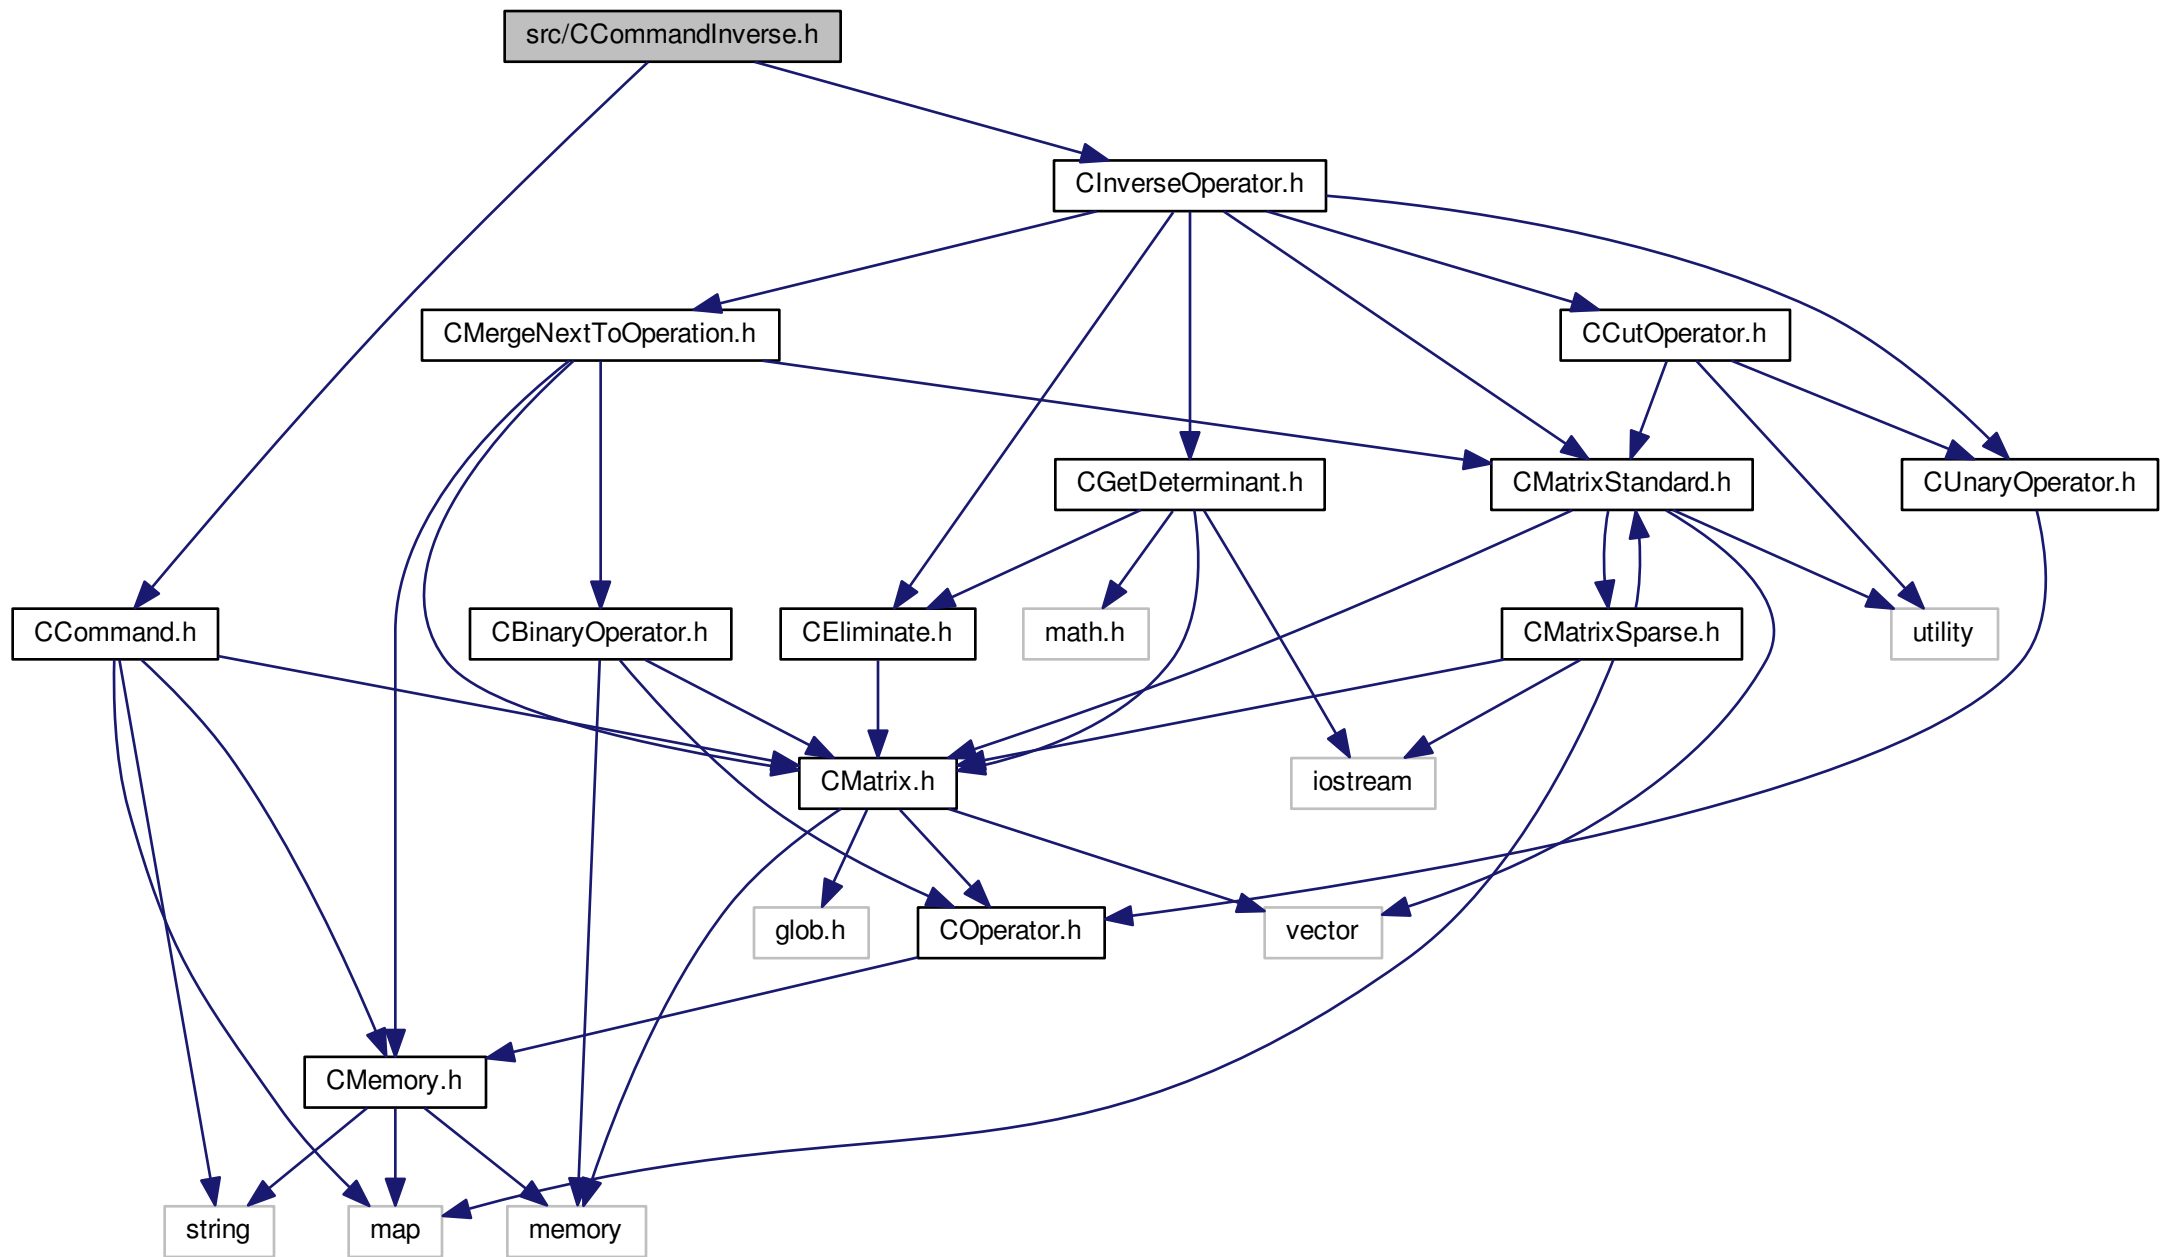 src/CCommandInverse.h
CInverseOperator.h
CMergeNextToOperation.h
CCutOperator.h
CGetDeterminant.h
CMatrixStandard.h
CUnaryOperator.h
CCommand.h
CBinaryOperator.h
CEliminate.h
math.h
CMatrixSparse.h
utility
CMatrix.h
iostream
glob.h
COperator.h
vector
CMemory.h
string
map
memory